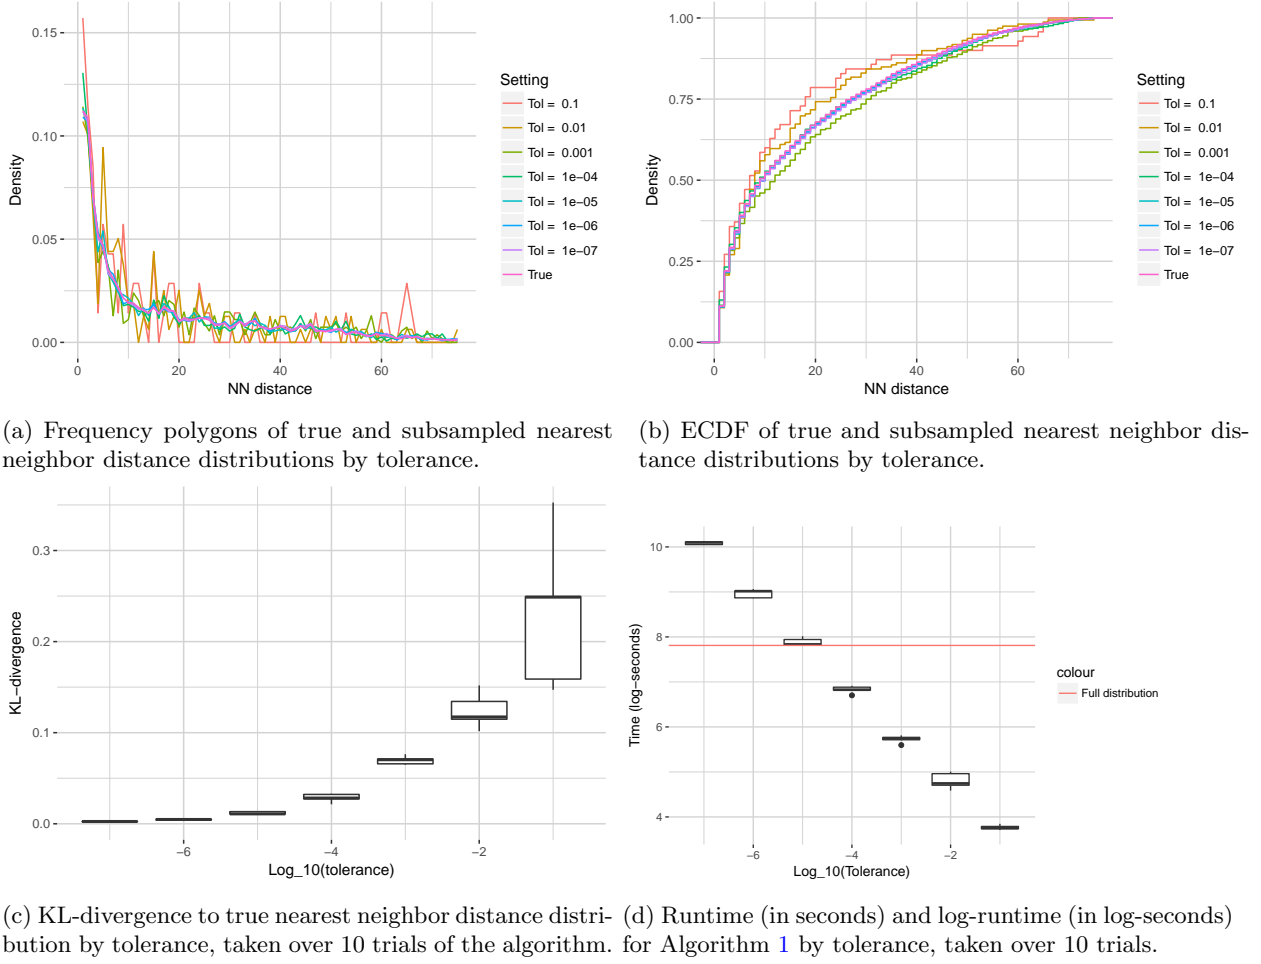 0.15
0.10
0.05
0.00
Density
0
20
40
60
NN distance
Setting
Tol = 0.1
Tol = 0.01
Tol = 0.001
Tol = 1e−04
Tol = 1e−05
Tol = 1e−06
Tol = 1e−07
True
1.00
0.75
0.50
0.25
0.00
Density
0
20
40
60
NN distance
Setting
Tol = 0.1
Tol = 0.01
Tol = 0.001
Tol = 1e−04
Tol = 1e−05
Tol = 1e−06
Tol = 1e−07
True
(a) Frequency polygons of true and subsampled nearest
neighbor distance distributions by tolerance.
(b) ECDF of true and subsampled nearest neighbor dis-
tance distributions by tolerance.
0.3
0.2
0.1
0.0
KL−divergence
−6
−4
−2
Log_10(tolerance)
10
8
6
4
Time (log−seconds)
−6
−4
−2
Log_10(Tolerance)
colour
Full distribution
(c) KL-divergence to true nearest neighbor distance distri-
bution by tolerance, taken over 10 trials of the algorithm.
(d) Runtime (in seconds) and log-runtime (in log-seconds)
for Algorithm 1 by tolerance, taken over 10 trials.